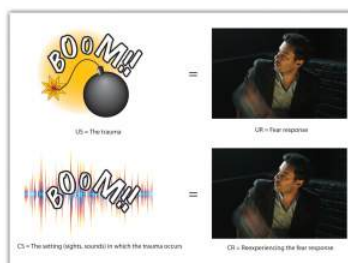 BOOM!!
=
US = The trauma
UR = Fear response
BOOM!!
=
CS = The setting (sights, sounds) in which the trauma occurs
CR = Reexperiencing the fear response